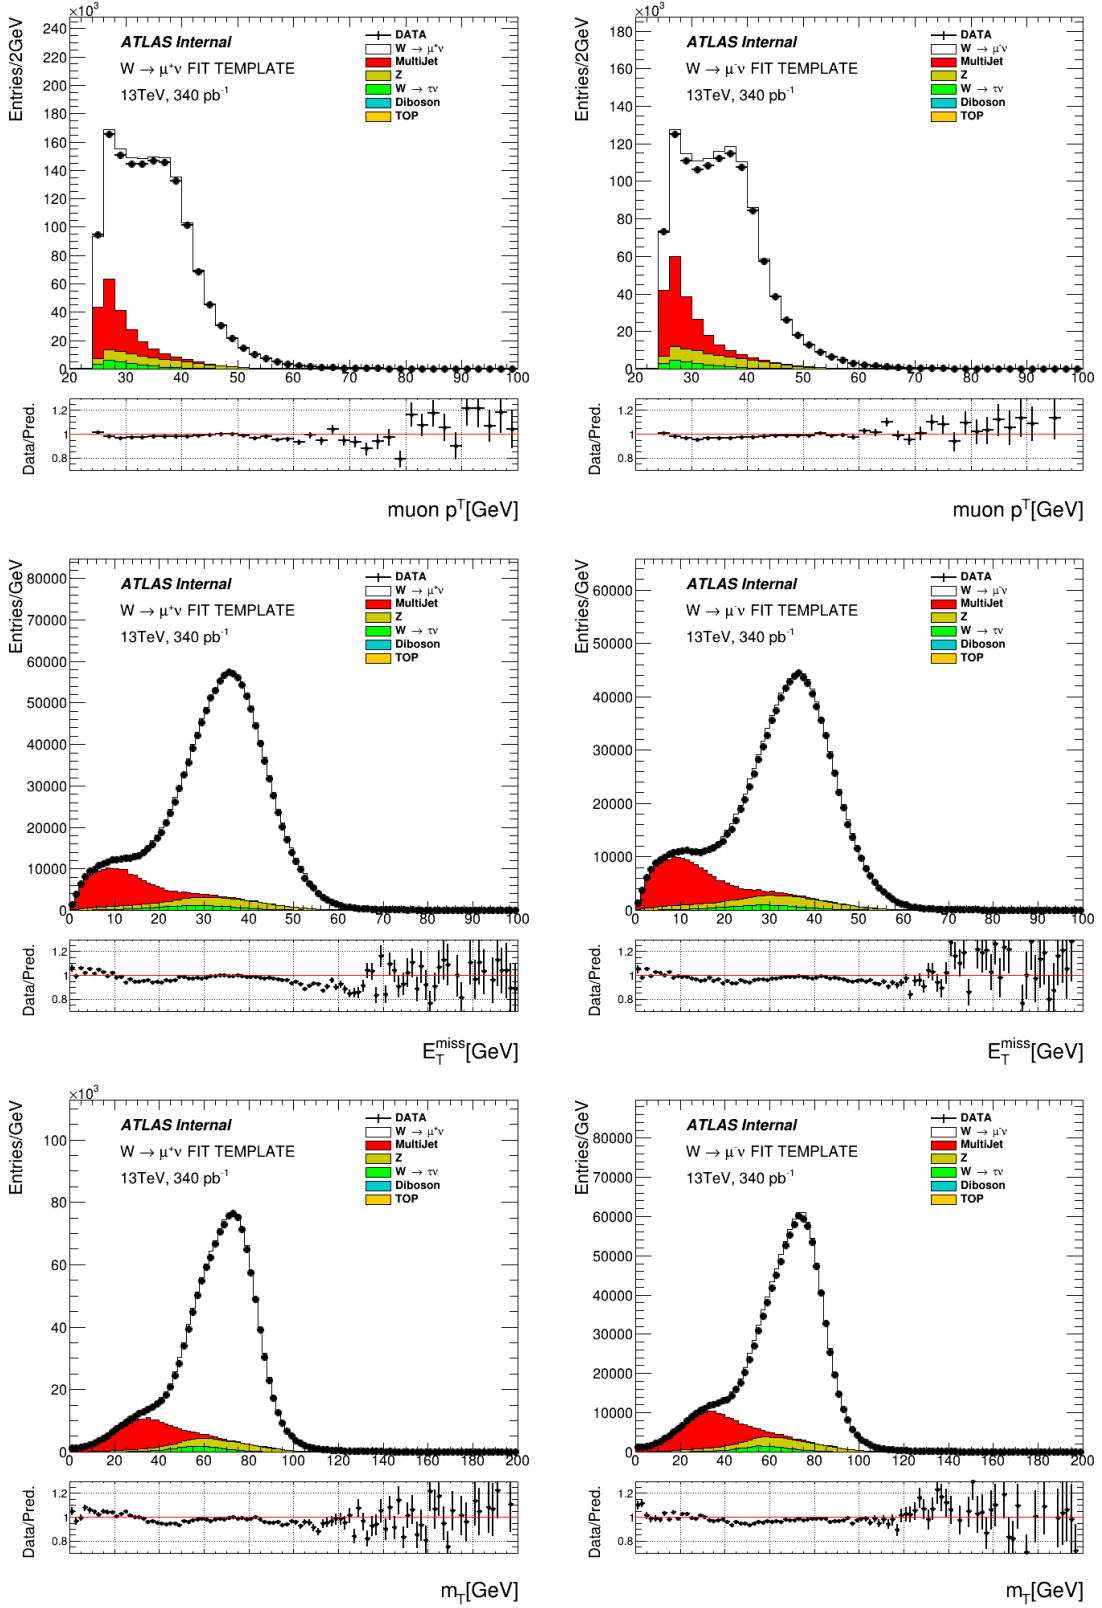 ×10³
Entries/2GeV
240
220
200
180
160
140
120
100
80
60
40
20
0
ATLAS Internal
W → μ⁺ν FIT TEMPLATE
13TeV, 340 pb⁻¹
DATA
W → μ⁺ν
MultiJet
Z
W → τν
Diboson
TOP
20 30 40 50 60 70 80 90 100
Data/Pred.
1.2
1
0.8
muon pᵀ[GeV]
×10³
Entries/2GeV
180
160
140
120
100
80
60
40
20
0
ATLAS Internal
W → μ⁻ν FIT TEMPLATE
13TeV, 340 pb⁻¹
DATA
W → μ⁻ν
MultiJet
Z
W → τν
Diboson
TOP
20 30 40 50 60 70 80 90 100
Data/Pred.
1.2
1
0.8
muon pᵀ[GeV]
Entries/GeV
80000
70000
60000
50000
40000
30000
20000
10000
0
ATLAS Internal
W → μ⁺ν FIT TEMPLATE
13TeV, 340 pb⁻¹
DATA
W → μ⁺ν
MultiJet
Z
W → τν
Diboson
TOP
0 10 20 30 40 50 60 70 80 90 100
Data/Pred.
1.2
1
0.8
E_T^miss[GeV]
Entries/GeV
60000
50000
40000
30000
20000
10000
0
ATLAS Internal
W → μ⁻ν FIT TEMPLATE
13TeV, 340 pb⁻¹
DATA
W → μ⁻ν
MultiJet
Z
W → τν
Diboson
TOP
0 10 20 30 40 50 60 70 80 90 100
Data/Pred.
1.2
1
0.8
E_T^miss[GeV]
×10³
Entries/GeV
100
80
60
40
20
0
ATLAS Internal
W → μ⁺ν FIT TEMPLATE
13TeV, 340 pb⁻¹
DATA
W → μ⁺ν
MultiJet
Z
W → τν
Diboson
TOP
0 20 40 60 80 100 120 140 160 180 200
Data/Pred.
1.2
1
0.8
m_T[GeV]
Entries/GeV
80000
70000
60000
50000
40000
30000
20000
10000
0
ATLAS Internal
W → μ⁻ν FIT TEMPLATE
13TeV, 340 pb⁻¹
DATA
W → μ⁻ν
MultiJet
Z
W → τν
Diboson
TOP
0 20 40 60 80 100 120 140 160 180 200
Data/Pred.
1.2
1
0.8
m_T[GeV]